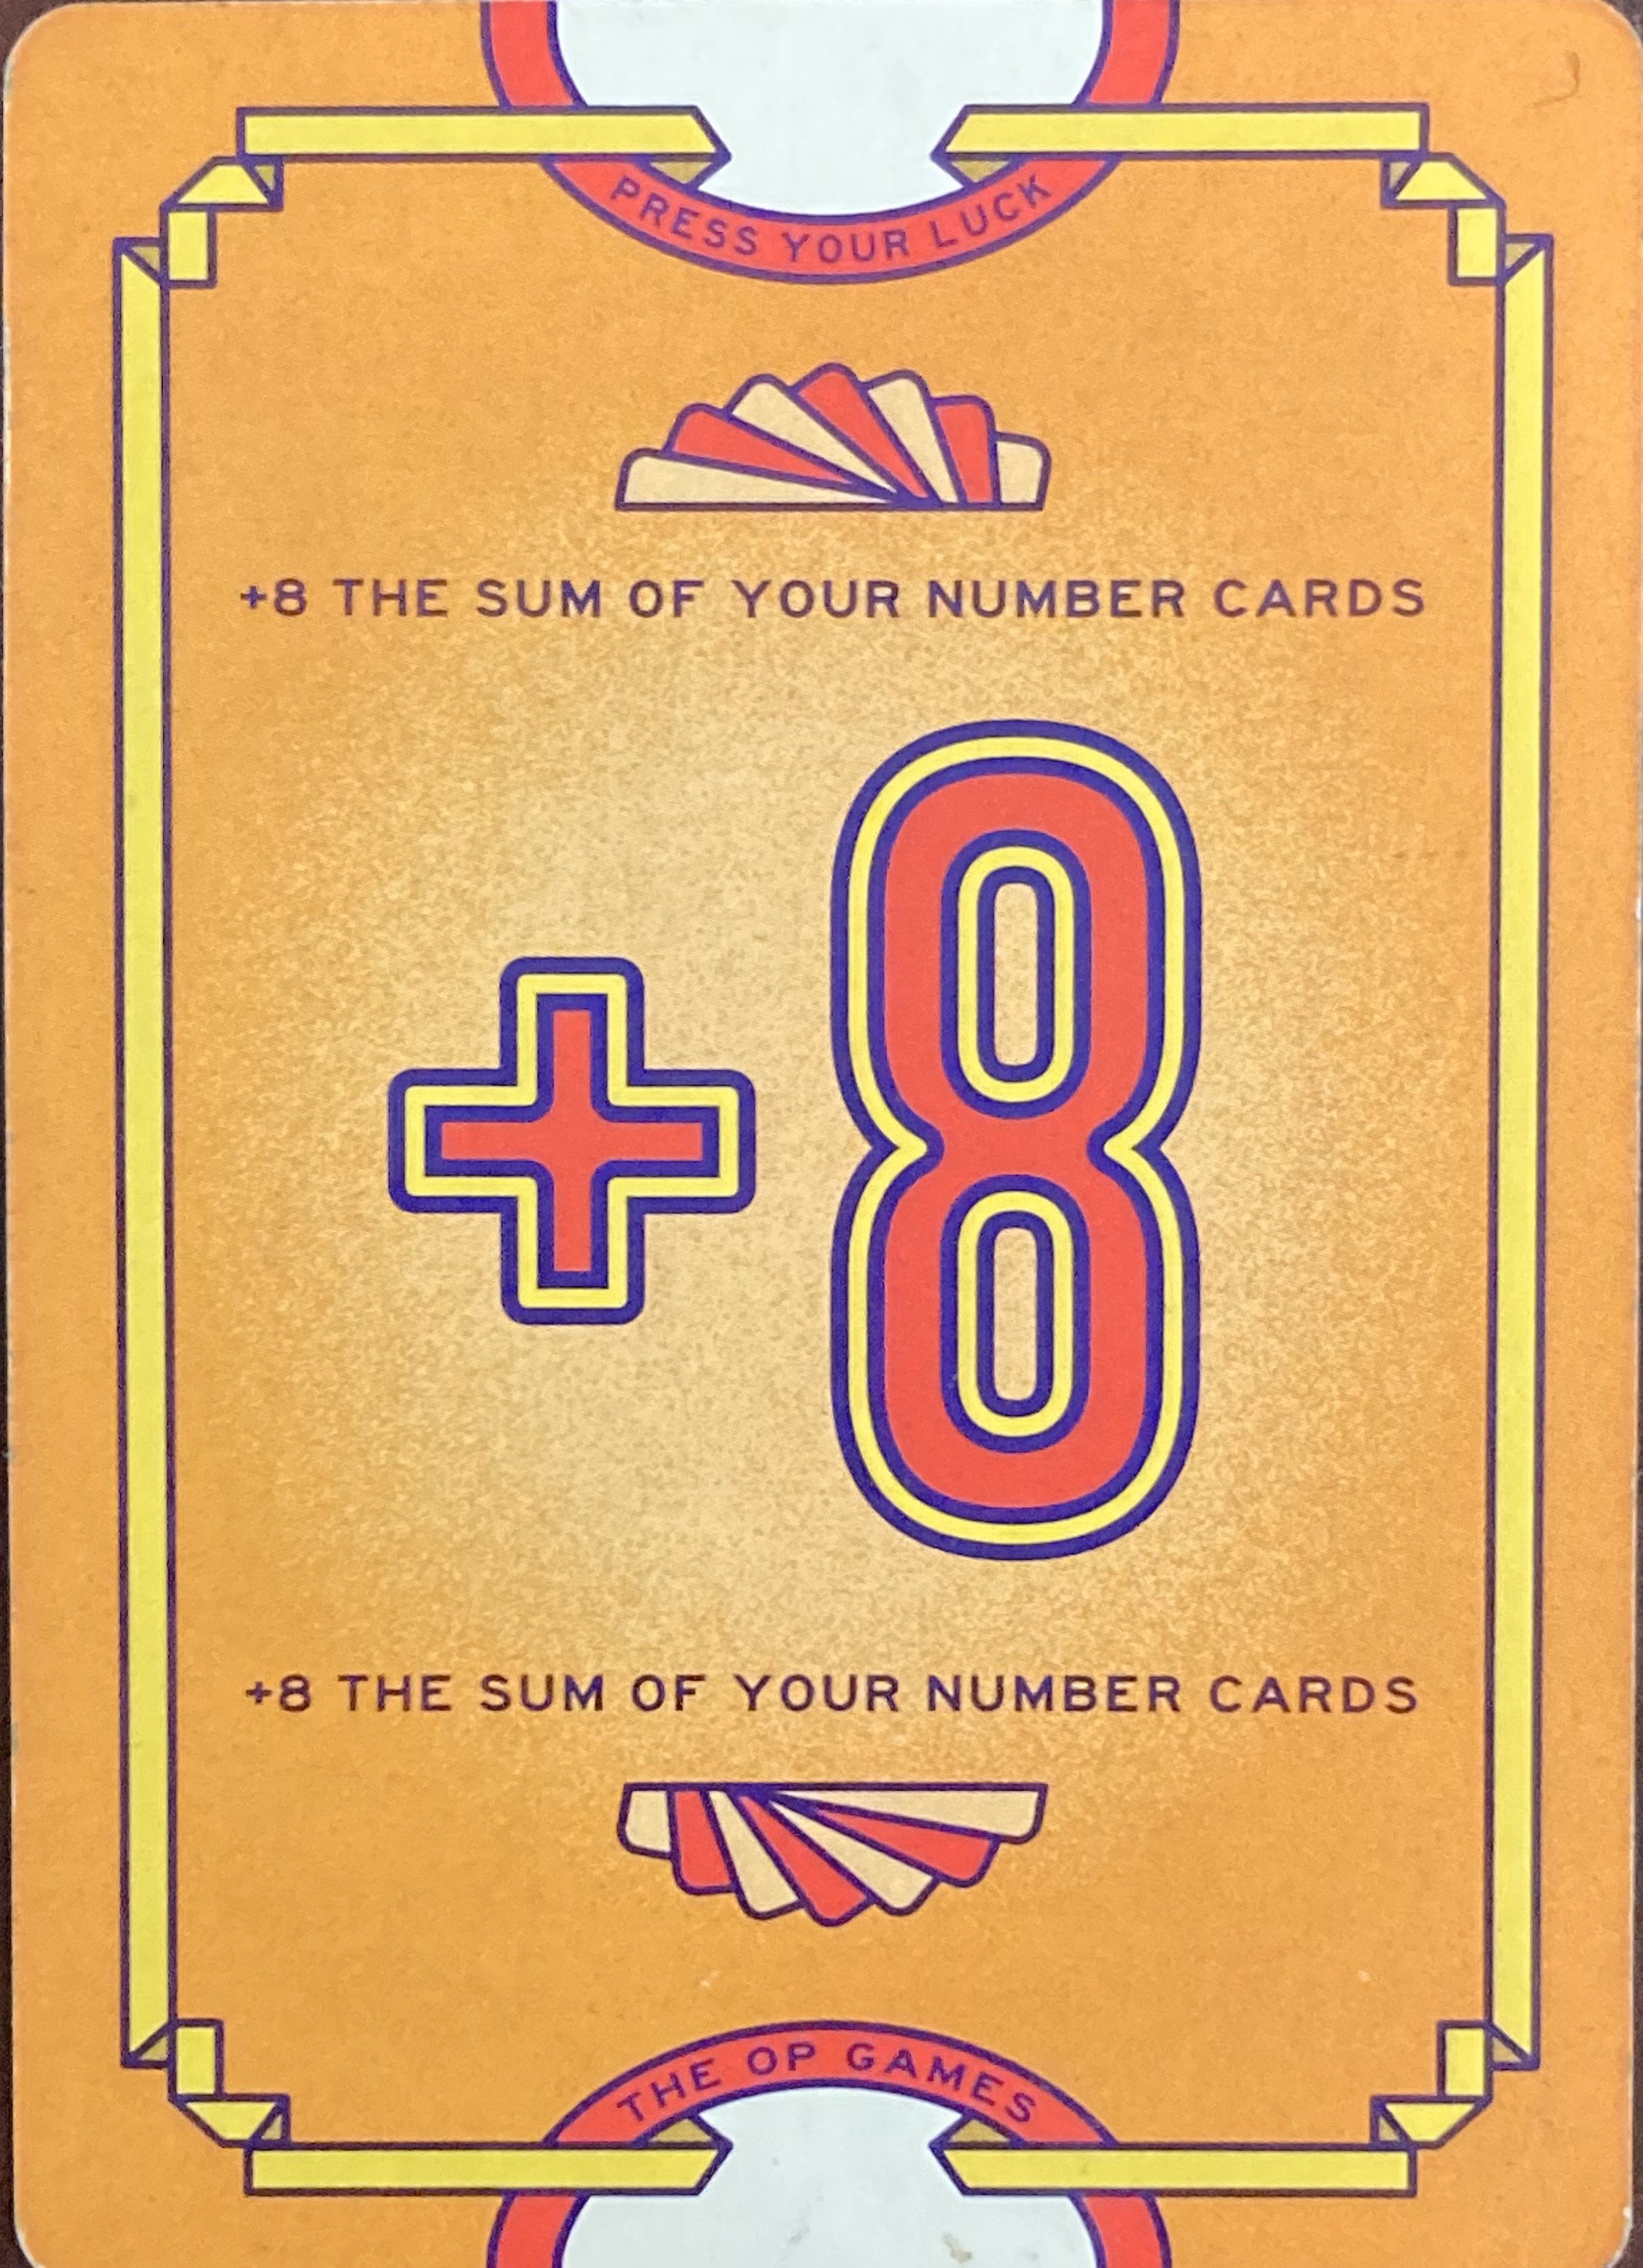 PRESS YOUR LUCK
+8 THE SUM OF YOUR NUMBER CARDS
+8
+8 THE SUM OF YOUR NUMBER CARDS
THE OP GAMES